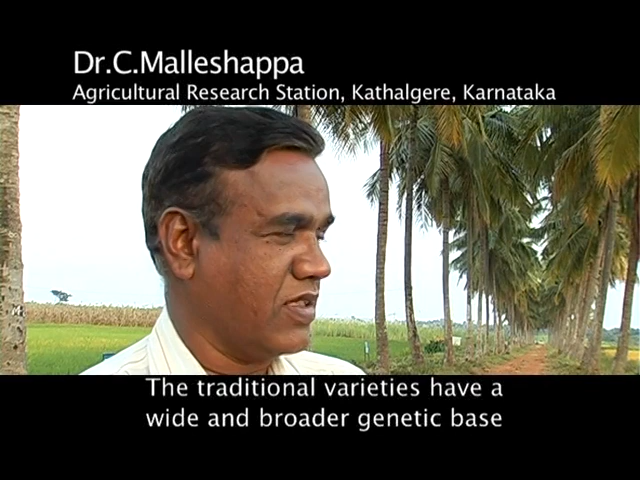 Dr.C.Malleshappa
Agricultural Research Station, Kathalgere, Karnataka
The traditional varieties have a
wide and broader genetic base